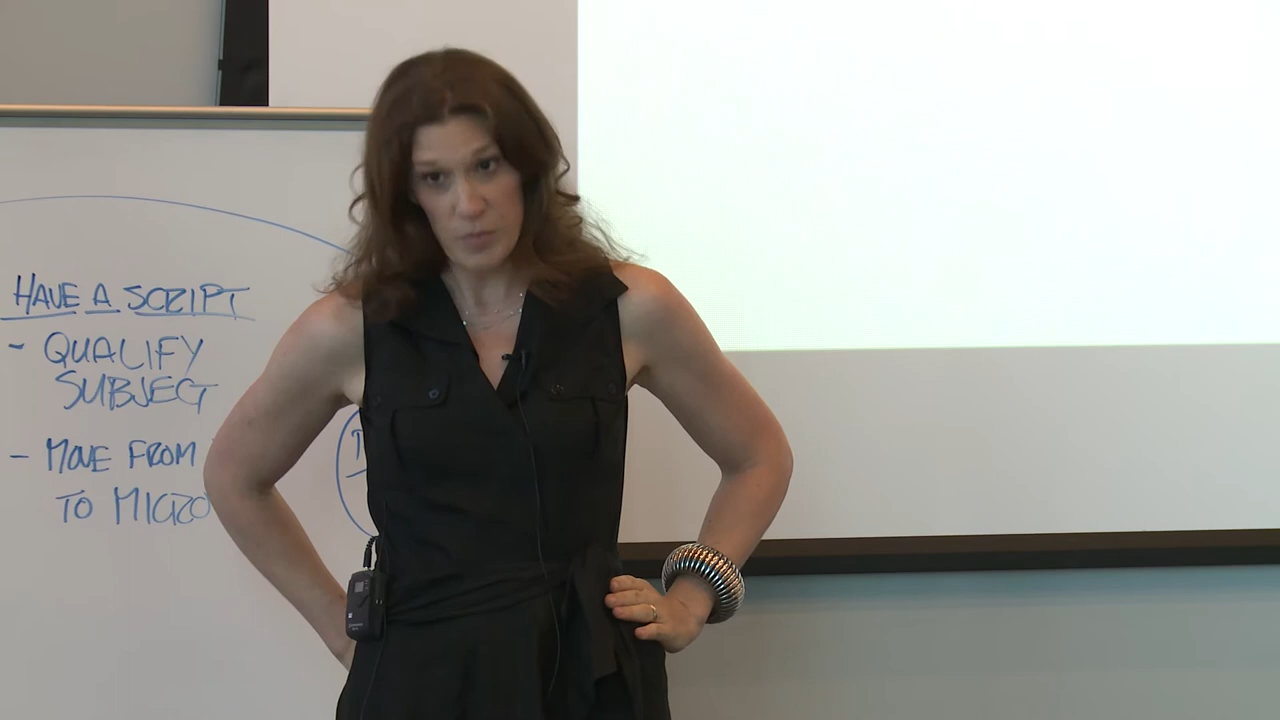 HAVE A SCRIPT
- QUALIFY
SUBJECT
- MOVE FROM
TO MICRO